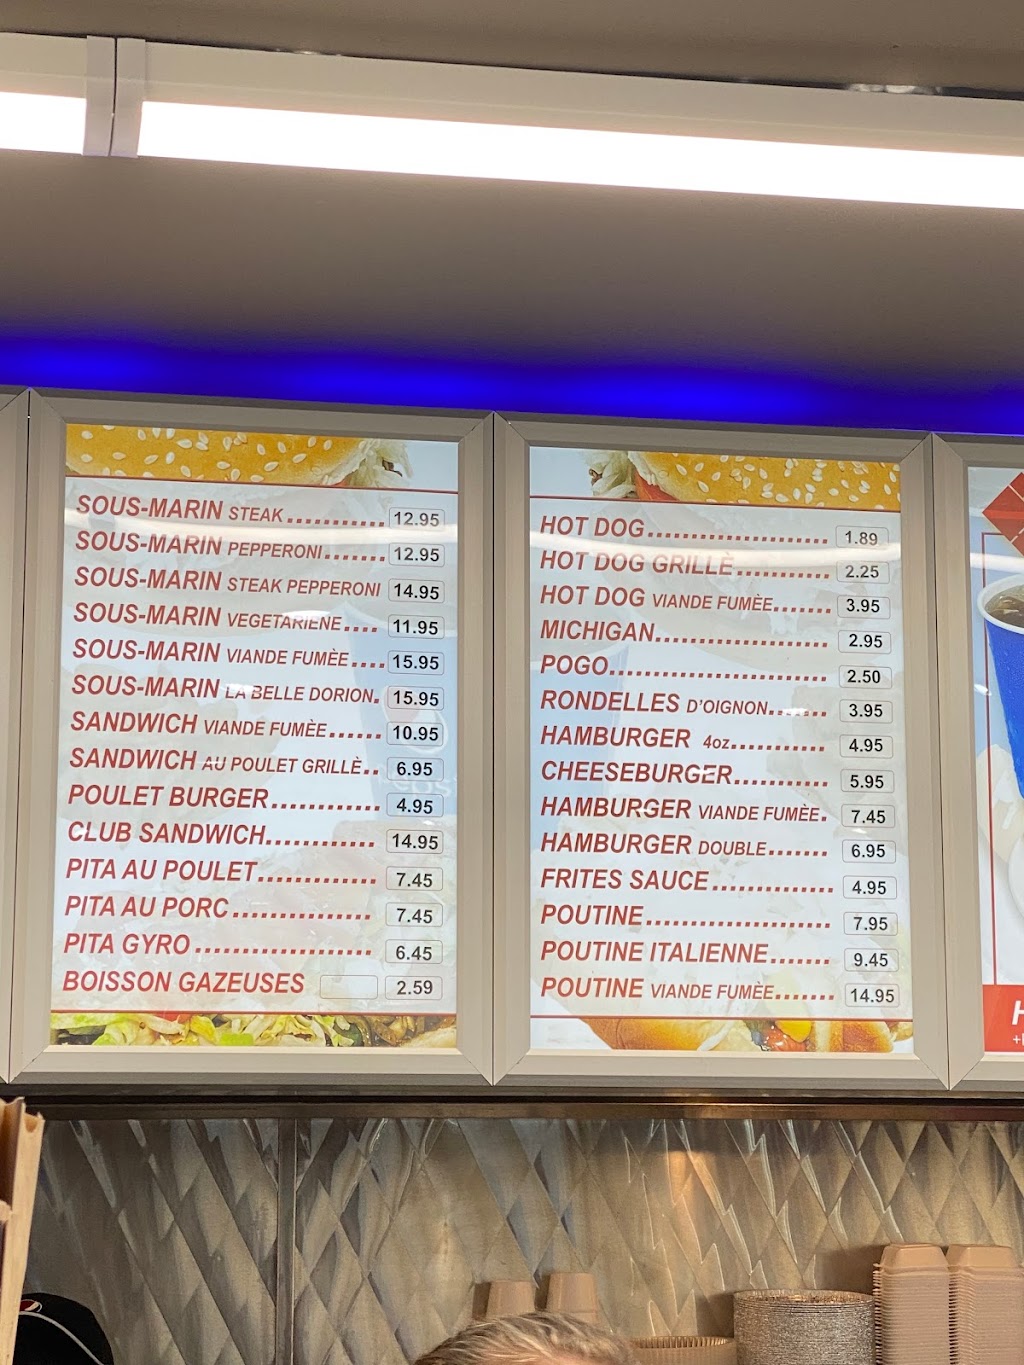 SOUS-MARIN STEAK............ 12.95
SOUS-MARIN PEPPERONI....... 12.95
SOUS-MARIN STEAK PEPPERONI 14.95
SOUS-MARIN VEGETARIENE.... 11.95
SOUS-MARIN VIANDE FUMÈE.... 15.95
SOUS-MARIN LA BELLE DORION. 15.95
SANDWICH VIANDE FUMÈE...... 10.95
SANDWICH AU POULET GRILLÈ.. 6.95
POULET BURGER............. 4.95
CLUB SANDWICH............ 14.95
PITA AU POULET.............. 7.45
PITA AU PORC................ 7.45
PITA GYRO.................... 6.45
BOISSON GAZEUSES 2.59
HOT DOG..................... 1.89
HOT DOG GRILLÈ........... 2.25
HOT DOG VIANDE FUMÈE....... 3.95
MICHIGAN.................... 2.95
POGO......................... 2.50
RONDELLES D'OIGNON....... 3.95
HAMBURGER 4oz........... 4.95
CHEESEBURGER........... 5.95
HAMBURGER VIANDE FUMÈE. 7.45
HAMBURGER DOUBLE....... 6.95
FRITES SAUCE.............. 4.95
POUTINE..................... 7.95
POUTINE ITALIENNE....... 9.45
POUTINE VIANDE FUMÈE....... 14.95